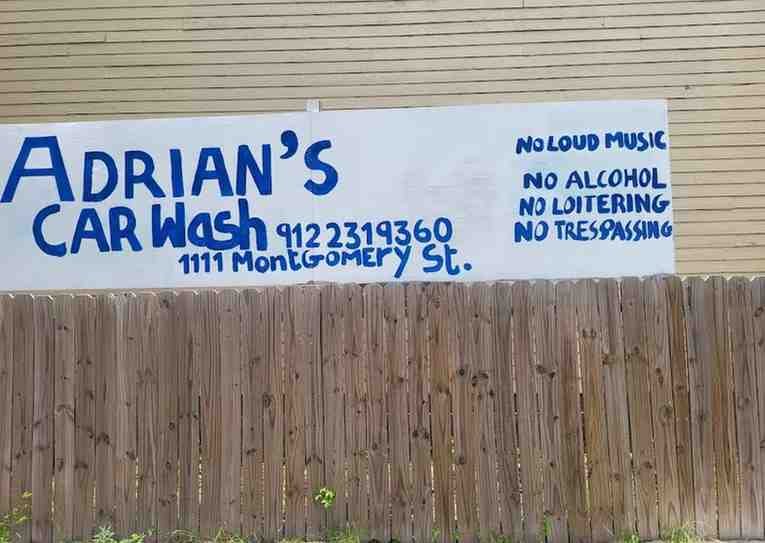 ADRIAN'S
CAR Wash 9122319360
1111 MontGomERy St.
NO LOUD MUSIC
NO ALCOHOL
NO LOITERING
NO TRESPASSING